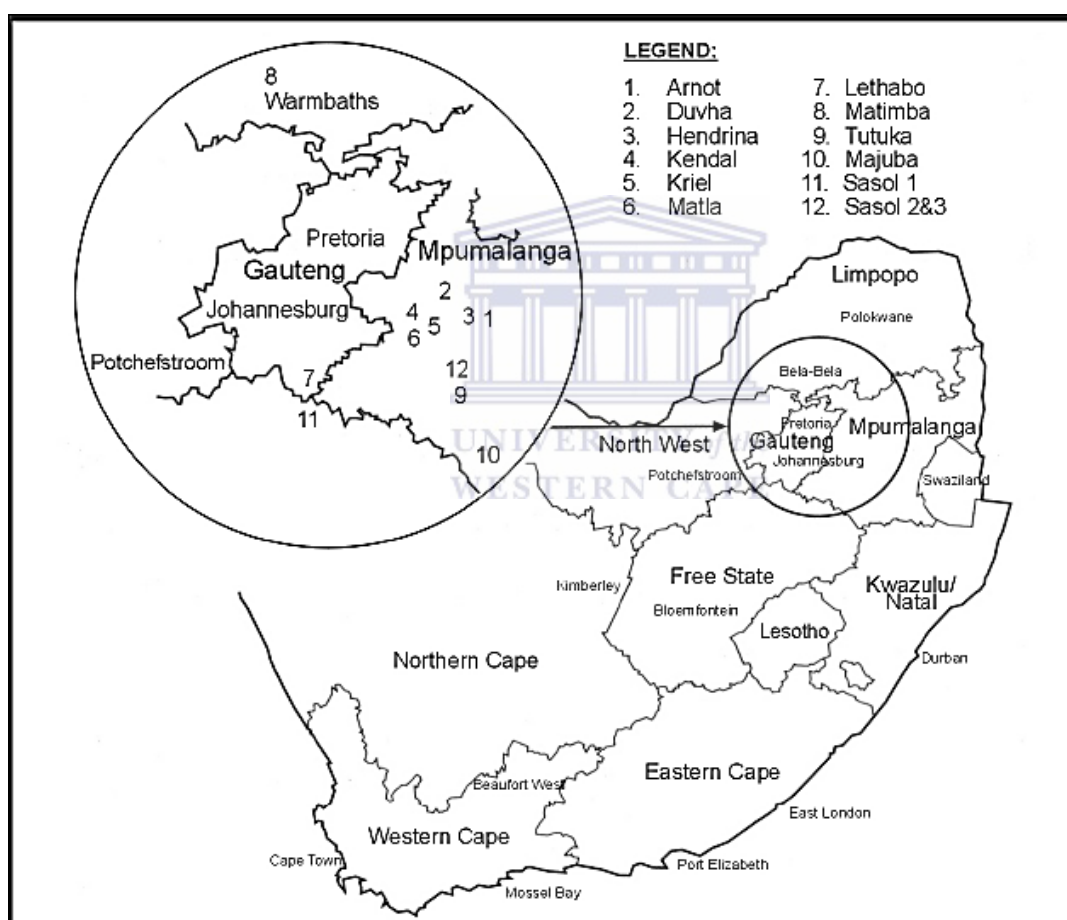 LEGEND:
1. Arnot
2. Duvha
3. Hendrina
4. Kendal
5. Kriel
6. Matla
7. Lethabo
8. Matimba
9. Tutuka
10. Majuba
11. Sasol 1
12. Sasol 2&3
8
Warmbaths
Pretoria
Mpumalanga
Gauteng
2
Johannesburg
4
5
3
1
6
Potchefstroom
7
12
9
11
10
Limpopo
Polokwane
Bela-Bela
Pretoria
Mpumalanga
Gauteng
North West
Johannesburg
Potchefstroom
Swaziland
UNIVERSITY of the
WESTERN CAPE
Kimberley
Free State
Kwazulu/
Natal
Bloemfontein
Lesotho
Durban
Northern Cape
Eastern Cape
Beaufort West
East London
Western Cape
Cape Town
Port Elizabeth
Mossel Bay